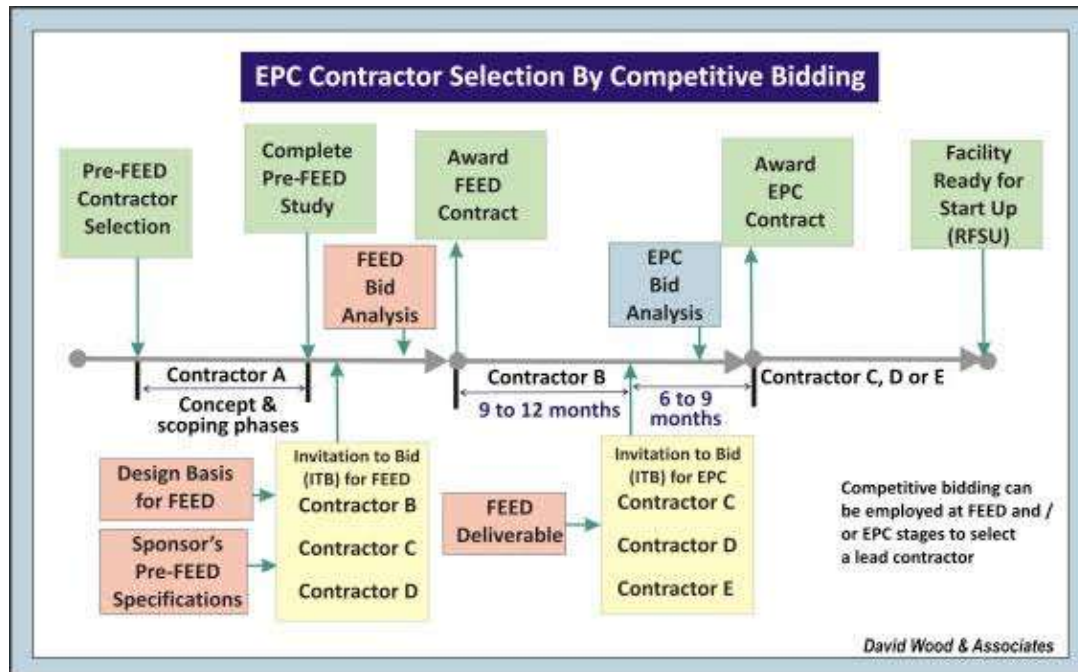 EPC Contractor Selection By Competitive Bidding
Pre-FEED
Contractor
Selection
Complete
Pre-FEED
Study
Award
FEED
Contract
Award
EPC
Contract
Facility
Ready for
Start Up
(RFSU)
FEED
Bid
Analysis
EPC
Bid
Analysis
Contractor A
Concept &
scoping phases
Contractor B
9 to 12 months
6 to 9
months
Contractor C, D or E
Design Basis
for FEED
Sponsor's
Pre-FEED
Specifications
Invitation to Bid
(ITB) for FEED
Contractor B
Contractor C
Contractor D
FEED
Deliverable
Invitation to Bid
(ITB) for EPC
Contractor C
Contractor D
Contractor E
Competitive bidding can
be employed at FEED and /
or EPC stages to select
a lead contractor
David Wood & Associates